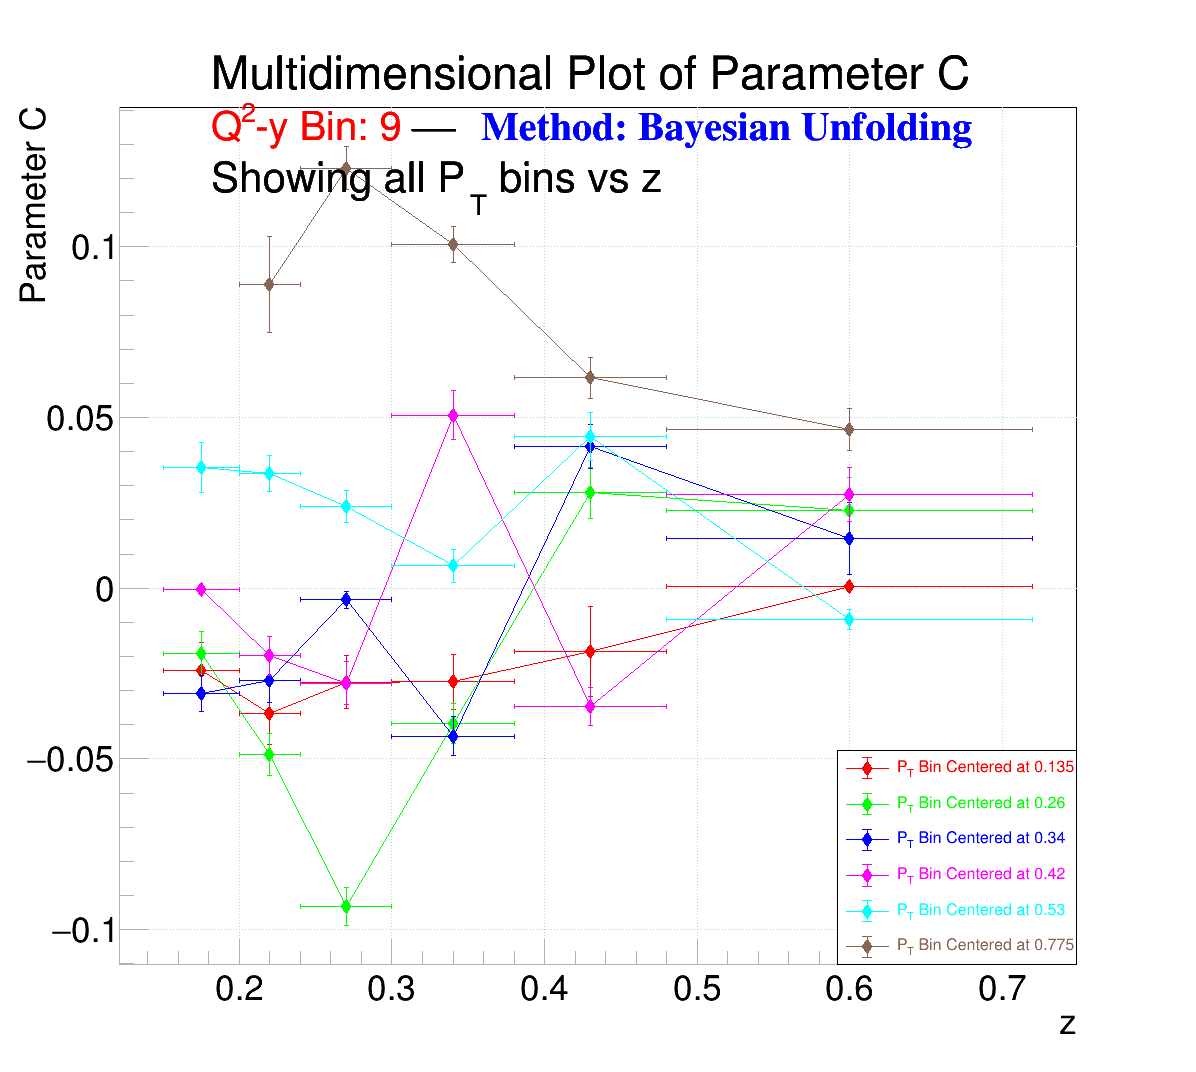 Multidimensional Plot of Parameter C
Q2-y Bin: 9 — Method: Bayesian Unfolding
Showing all PT bins vs z
Parameter C
0.1
0.05
0
−0.05
−0.1
0.2 0.3 0.4 0.5 0.6 0.7
z
PT Bin Centered at 0.135
PT Bin Centered at 0.26
PT Bin Centered at 0.34
PT Bin Centered at 0.42
PT Bin Centered at 0.53
PT Bin Centered at 0.775